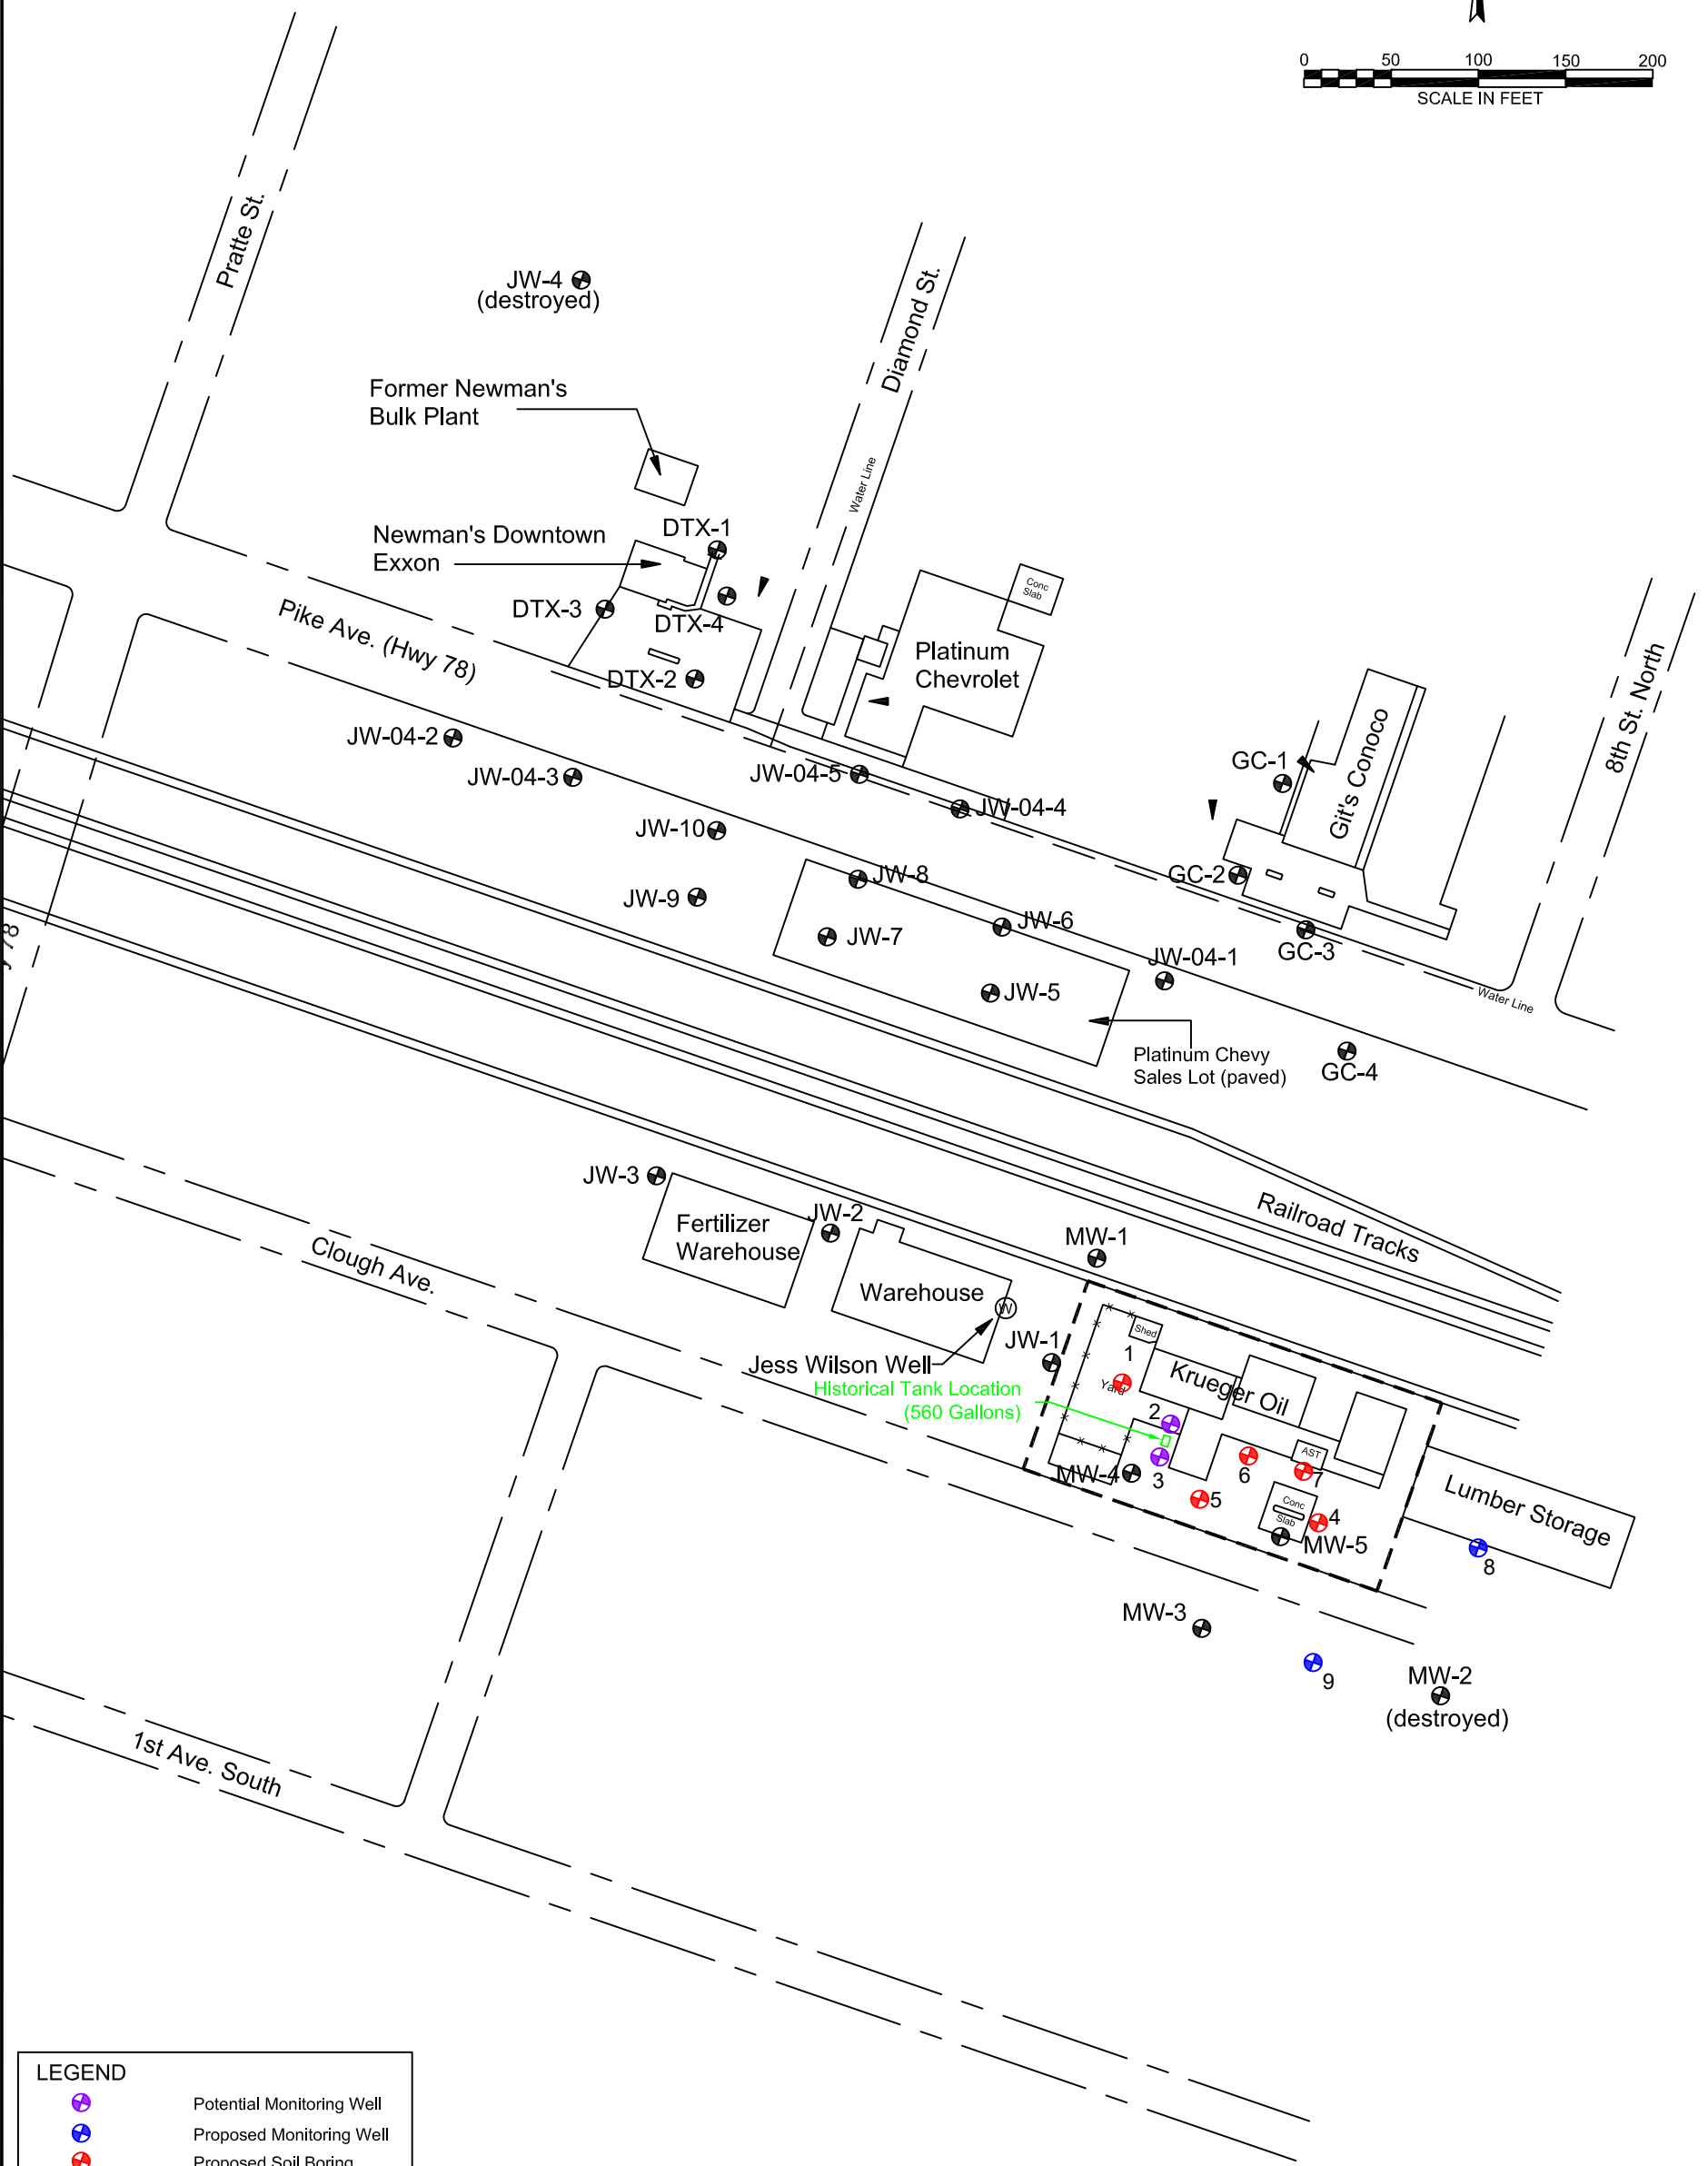 0 50 100 150 200
SCALE IN FEET
Pratte St.
JW-4
(destroyed)
Diamond St.
Former Newman's
Bulk Plant
Water Line
Newman's Downtown
Exxon
DTX-1
DTX-3
DTX-4
DTX-2
Conc
Slab
Platinum
Chevrolet
Pike Ave. (Hwy 78)
8th St. North
Git's Conoco
GC-1
JW-04-2
JW-04-3
JW-04-5
JW-04-4
JW-10
JW-8
GC-2
JW-9
JW-6
JW-7
GC-3
JW-04-1
JW-5
Water Line
78
Platinum Chevy
Sales Lot (paved)
GC-4
JW-3
Fertilizer
Warehouse
JW-2
Railroad Tracks
MW-1
Clough Ave.
Warehouse
W
Shed
JW-1
1
Jess Wilson Well
Yard
Krueger Oil
Historical Tank Location
(560 Gallons)
2
AST
MW-4
3
6
7
5
Conc
Slab
4
MW-5
Lumber Storage
8
MW-3
9
MW-2
(destroyed)
1st Ave. South
LEGEND
Potential Monitoring Well
Proposed Monitoring Well
Proposed Soil Boring